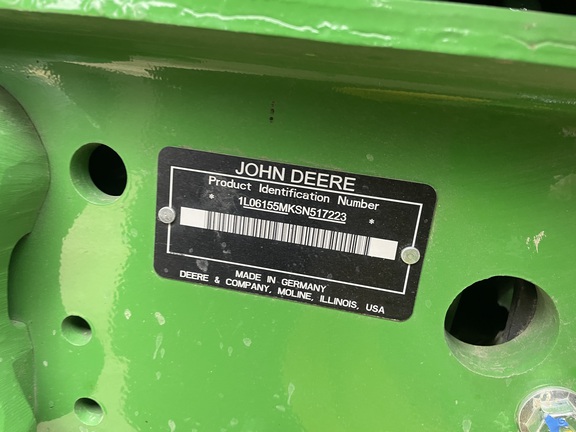 JOHN DEERE
Product Identification Number
* 1L06155MKSN517223 *
MADE IN GERMANY
DEERE & COMPANY, MOLINE, ILLINOIS, USA